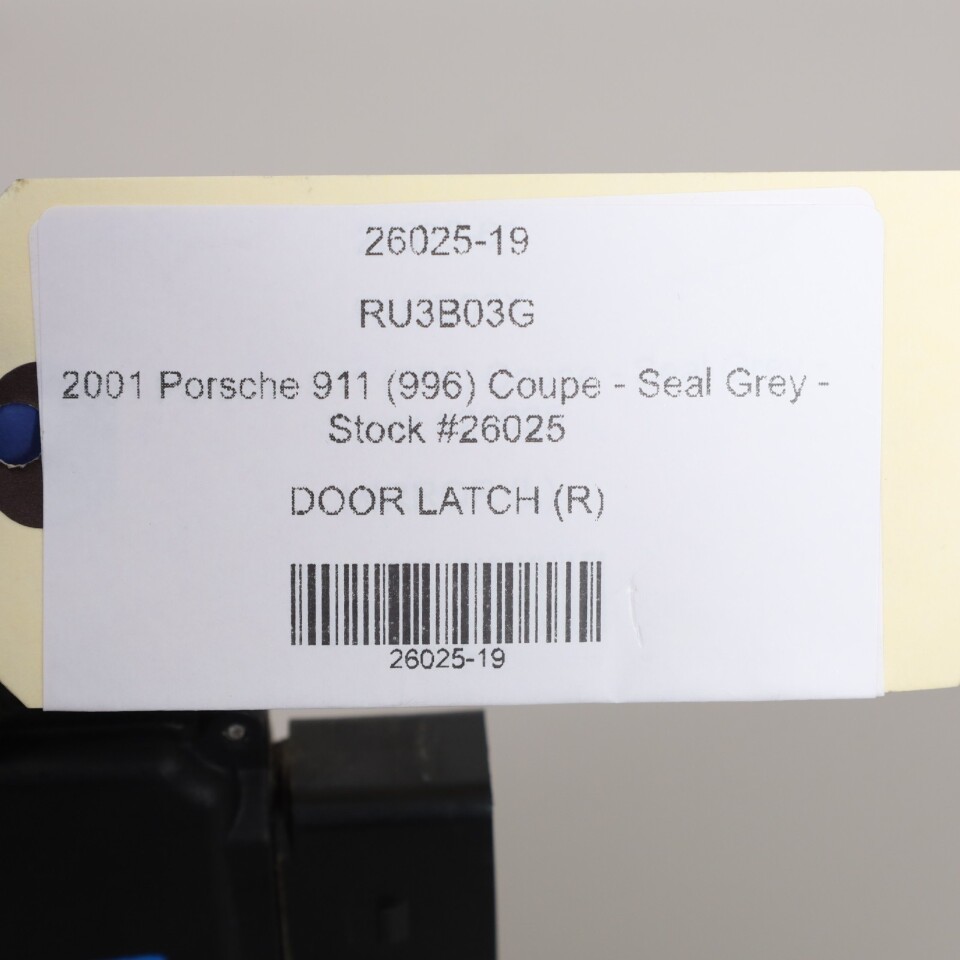 26025-19
RU3B03G
2001 Porsche 911 (996) Coupe - Seal Grey -
Stock #26025
DOOR LATCH (R)
26025-19